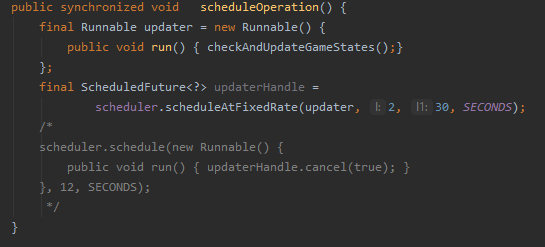 public synchronized void   scheduleOperation() {
    final Runnable updater = new Runnable() {
        public void run() { checkAndUpdateGameStates();}
    };
    final ScheduledFuture<?> updaterHandle =
            scheduler.scheduleAtFixedRate(updater, l: 2, l1: 30, SECONDS);
    /*
    scheduler.schedule(new Runnable() {
        public void run() { updaterHandle.cancel(true); }
    }, 12, SECONDS);
     */
}